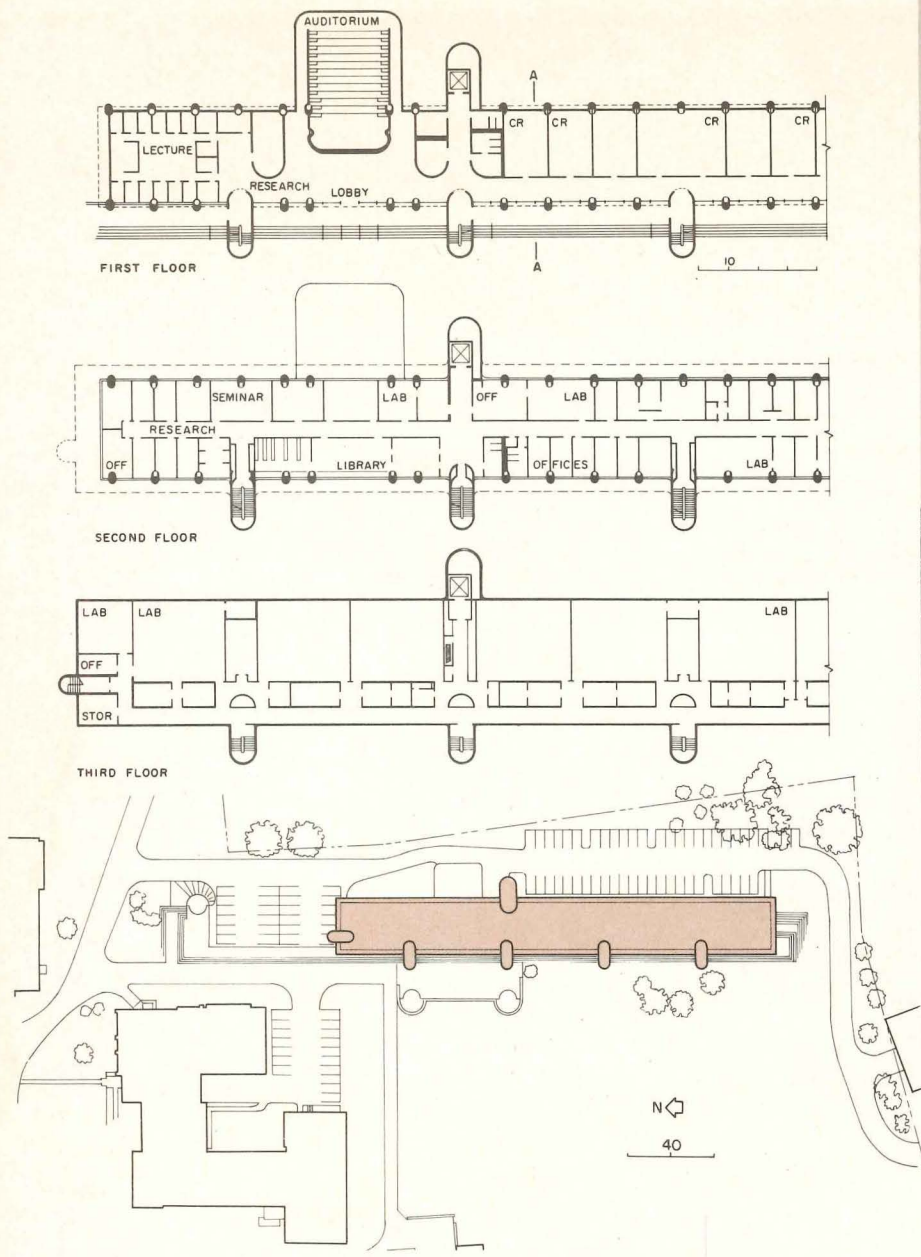 AUDITORIUM
A
CR CR CR CR
LECTURE
RESEARCH LOBBY
A
FIRST FLOOR
10
SEMINAR LAB OFF LAB
RESEARCH
OFF LIBRARY OFFICES LAB
SECOND FLOOR
LAB LAB LAB
OFF
STOR
THIRD FLOOR
N
40